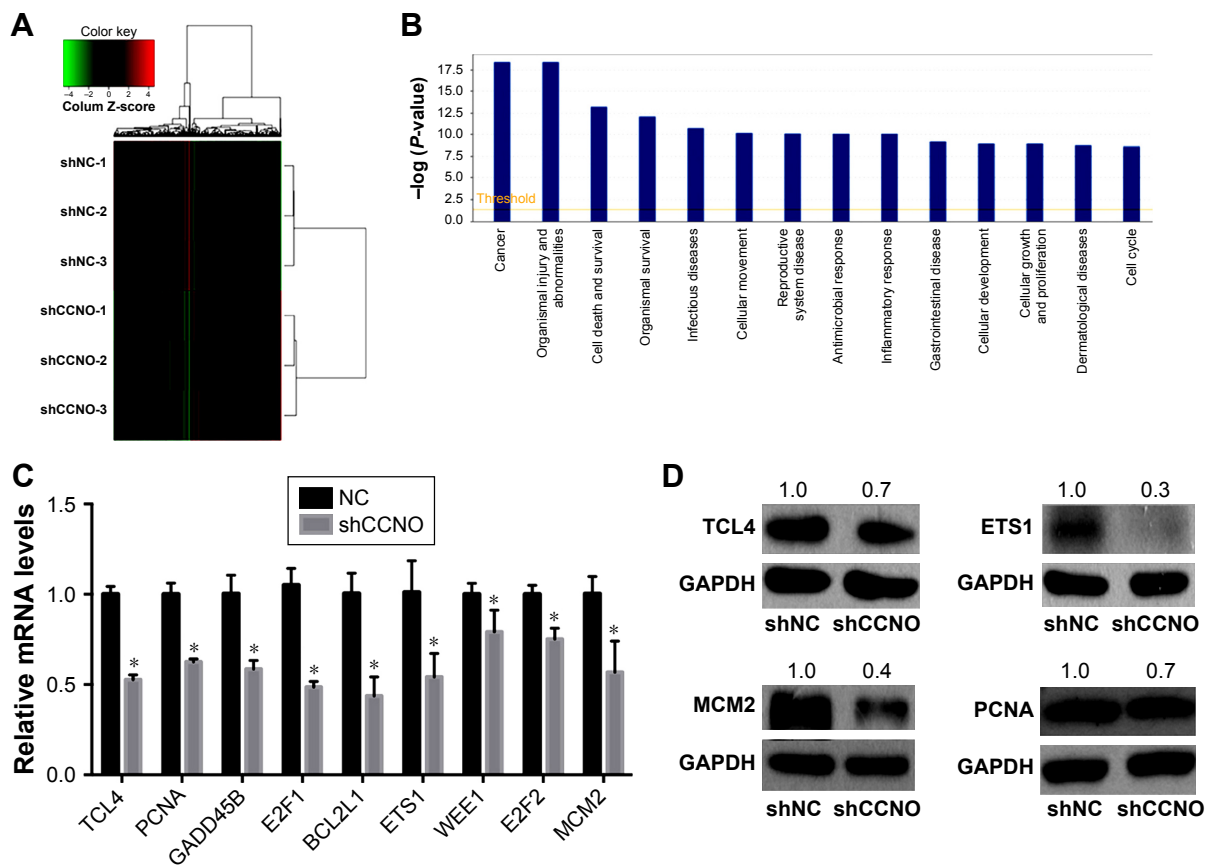 A
Color key
−4 −2 0 2 4
Colum Z-score
shNC-1
shNC-2
shNC-3
shCCNO-1
shCCNO-2
shCCNO-3
B
−log (P-value)
17.5
15.0
12.5
10.0
7.5
5.0
2.5
0.0
Threshold
Cancer
Organismal injury and
abnormalities
Cell death and survival
Organismal survival
Infectious diseases
Cellular movement
Reproductive
system disease
Antimicrobial response
Inflammatory response
Gastrointestinal disease
Cellular development
Cellular growth
and proliferation
Dermatological diseases
Cell cycle
C
Relative mRNA levels
1.5
1.0
0.5
0.0
NC
shCCNO
* * * * * * * * *
TCL4
PCNA
GADD45B
E2F1
BCL2L1
ETS1
WEE1
E2F2
MCM2
D
1.0 0.7
TCL4
GAPDH
shNC shCCNO
1.0 0.3
ETS1
GAPDH
shNC shCCNO
1.0 0.4
MCM2
GAPDH
shNC shCCNO
1.0 0.7
PCNA
GAPDH
shNC shCCNO